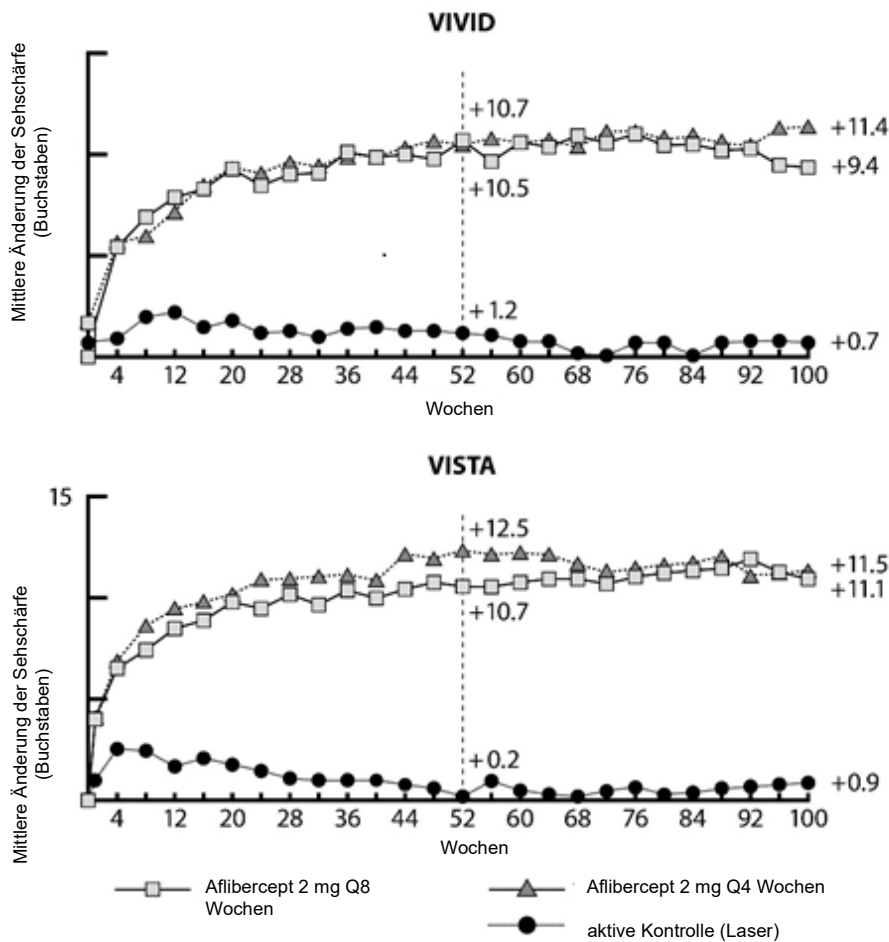 VIVID
Mittlere Änderung der Sehschärfe
(Buchstaben)
+10.7
+11.4
+9.4
+10.5
+1.2
+0.7
4 12 20 28 36 44 52 60 68 76 84 92 100
Wochen
VISTA
15
Mittlere Änderung der Sehschärfe
(Buchstaben)
+12.5
+11.5
+11.1
+10.7
+0.2
+0.9
4 12 20 28 36 44 52 60 68 76 84 92 100
Wochen
Aflibercept 2 mg Q8
Wochen
Aflibercept 2 mg Q4 Wochen
aktive Kontrolle (Laser)